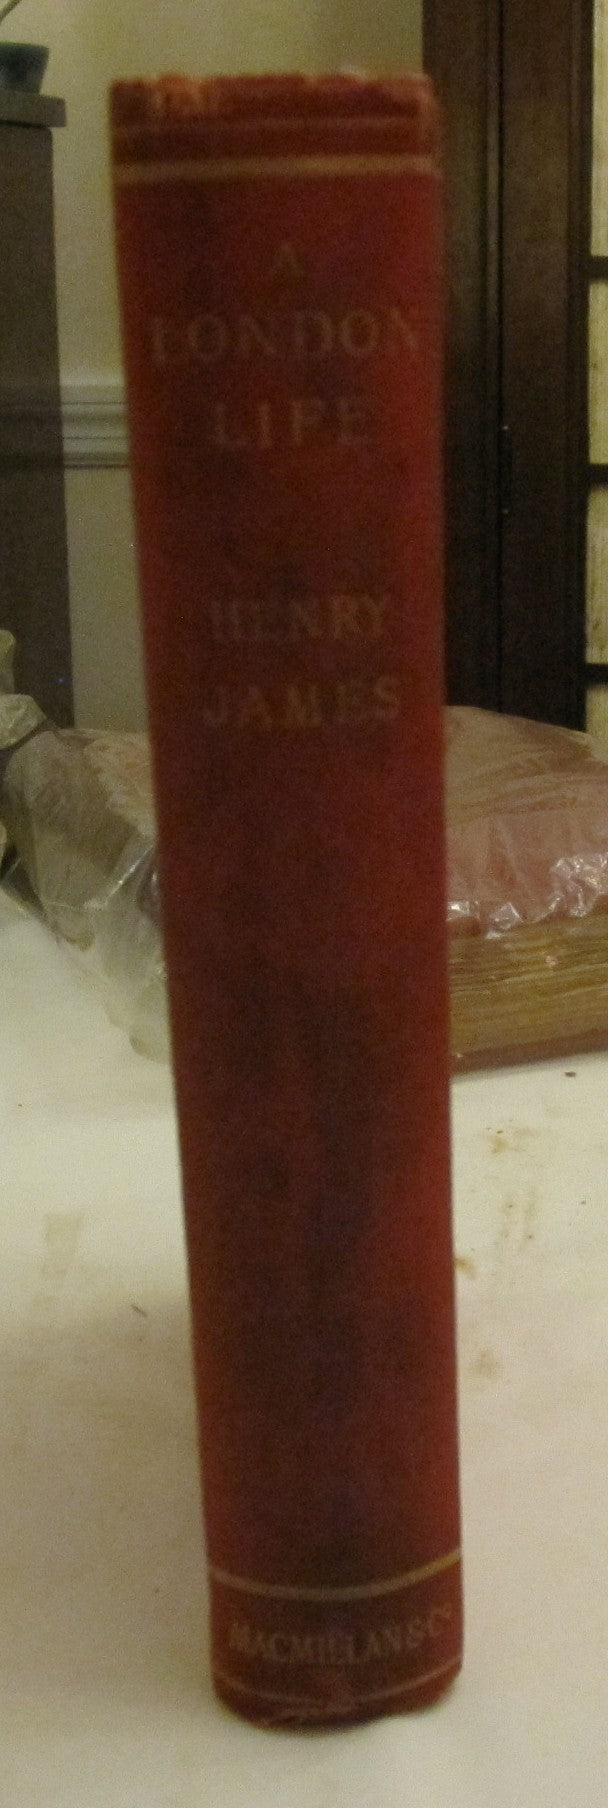 A
LONDON
LIFE
HENRY
JAMES
MACMILLAN & Co